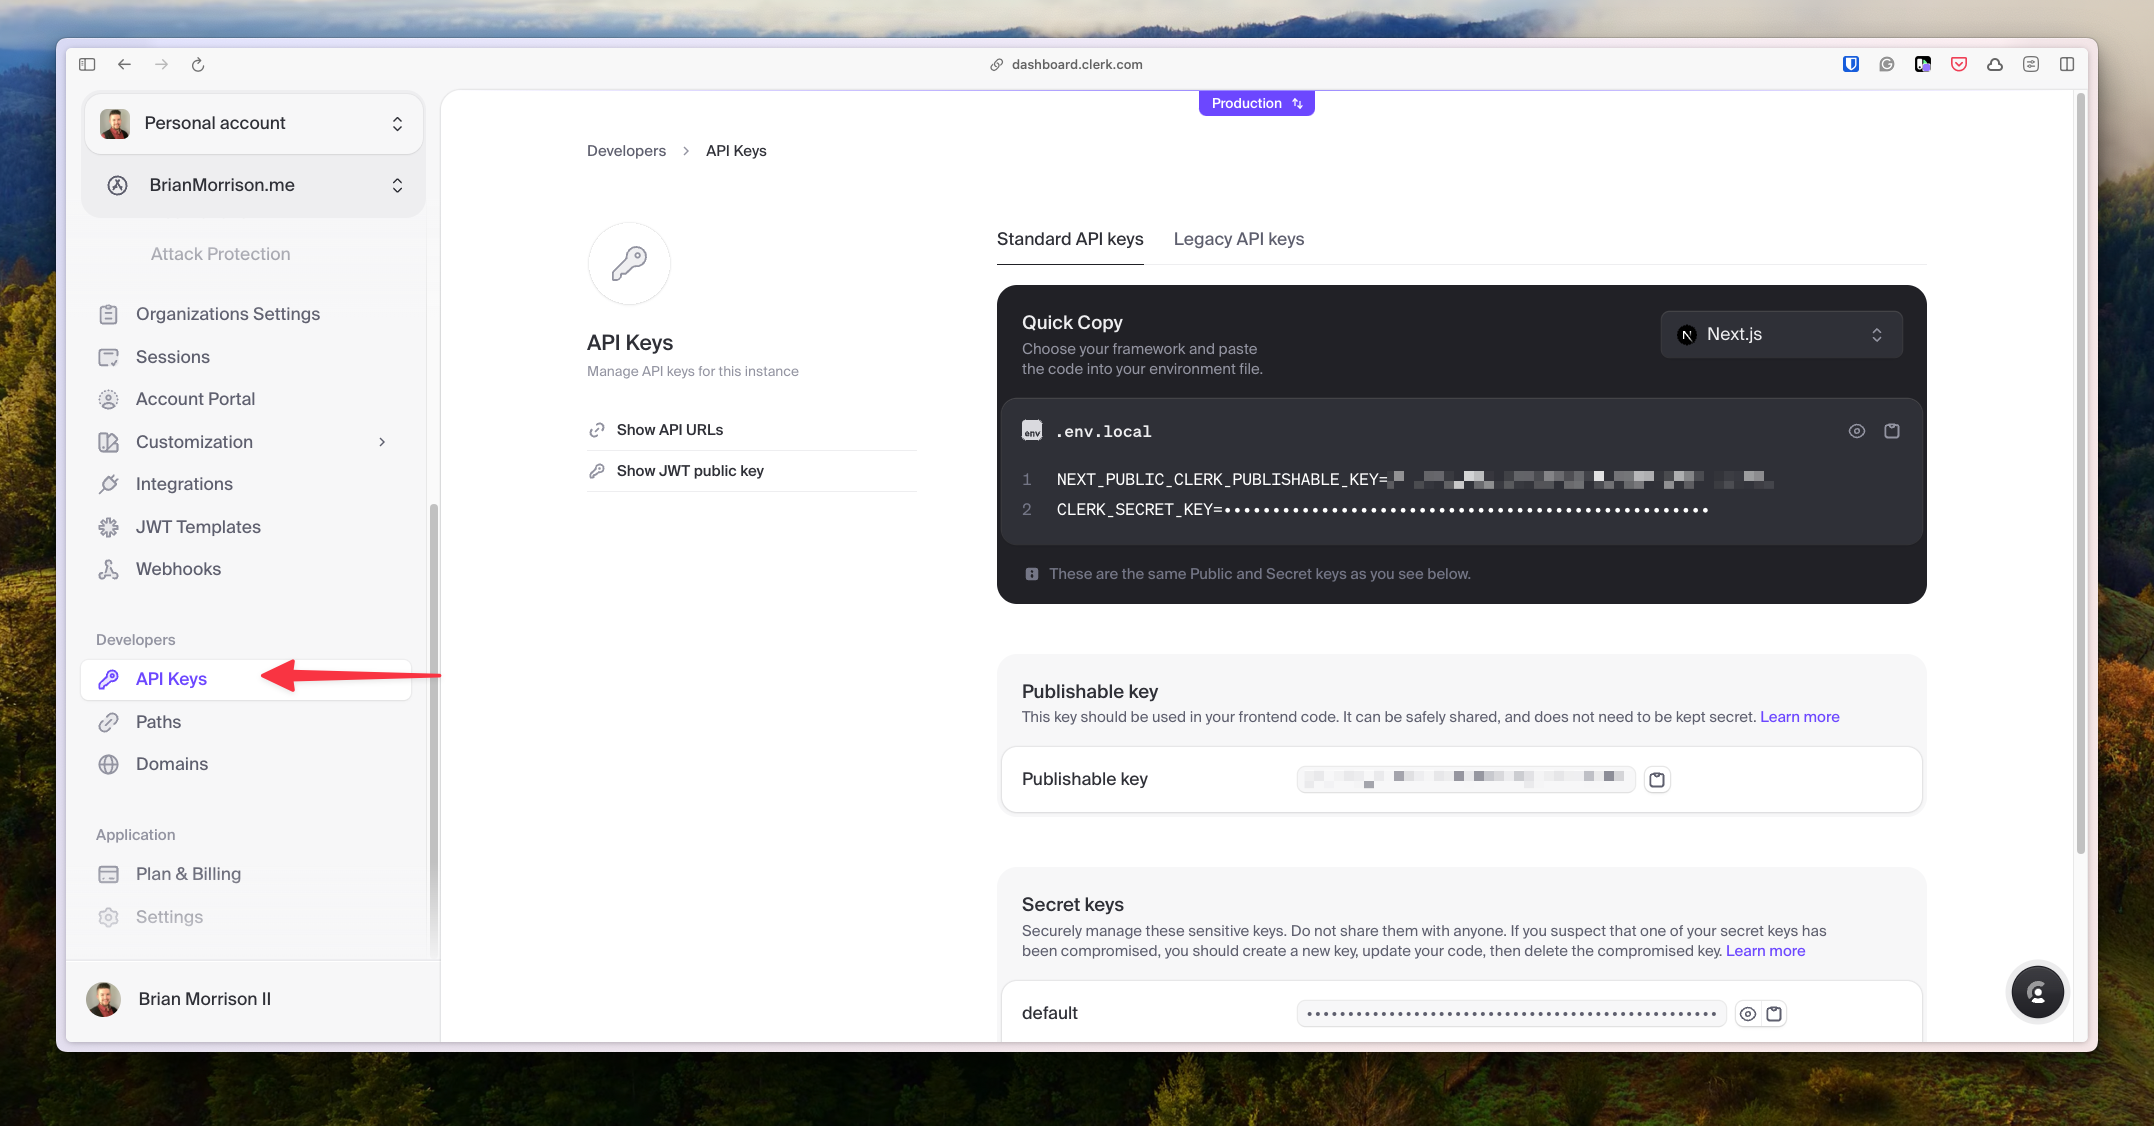 dashboard.clerk.com
Personal account
BrianMorrison.me
Attack Protection
Organizations Settings
Sessions
Account Portal
Customization
Integrations
JWT Templates
Webhooks
Developers
API Keys
Paths
Domains
Application
Plan & Billing
Settings
Brian Morrison II
Production
Developers > API Keys
API Keys
Manage API keys for this instance
Show API URLs
Show JWT public key
Standard API keys
Legacy API keys
Quick Copy
Choose your framework and paste
the code into your environment file.
N Next.js
env .env.local
1 NEXT_PUBLIC_CLERK_PUBLISHABLE_KEY=
2 CLERK_SECRET_KEY=••••••••••••••••••••••••••••••••••••••••••••••••••
These are the same Public and Secret keys as you see below.
Publishable key
This key should be used in your frontend code. It can be safely shared, and does not need to be kept secret. Learn more
Publishable key
Secret keys
Securely manage these sensitive keys. Do not share them with anyone. If you suspect that one of your secret keys has
been compromised, you should create a new key, update your code, then delete the compromised key. Learn more
default ••••••••••••••••••••••••••••••••••••••••••••••••••